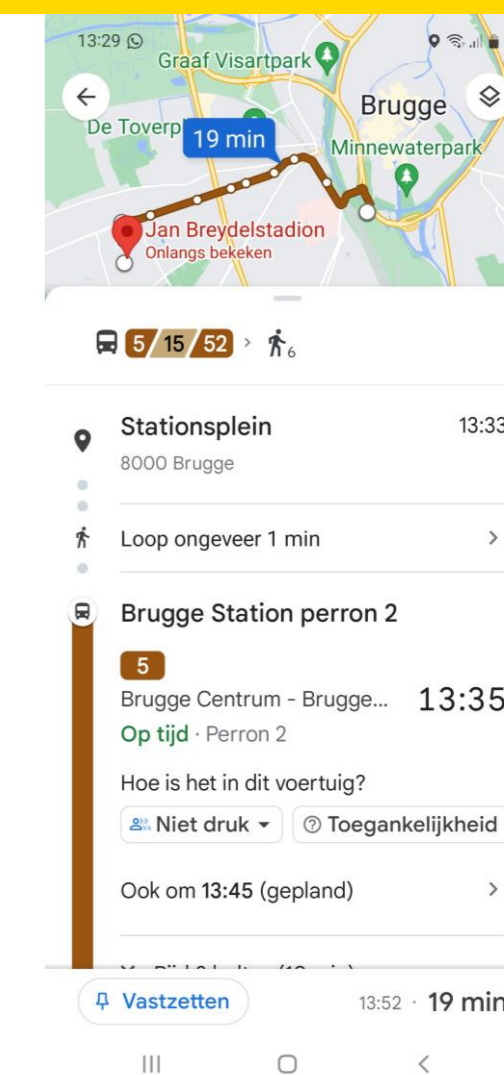 13:29
Graaf Visartpark
Brugge
De Toverp
19 min
Minnewaterpark
Jan Breydelstadion
Onlangs bekeken
5 / 15 / 52 > 6
Stationsplein 13:33
8000 Brugge
Loop ongeveer 1 min
Brugge Station perron 2
5
Brugge Centrum - Brugge... 13:35
Op tijd · Perron 2
Hoe is het in dit voertuig?
Niet druk Toegankelijkheid
Ook om 13:45 (gepland)
Vastzetten 13:52 · 19 min